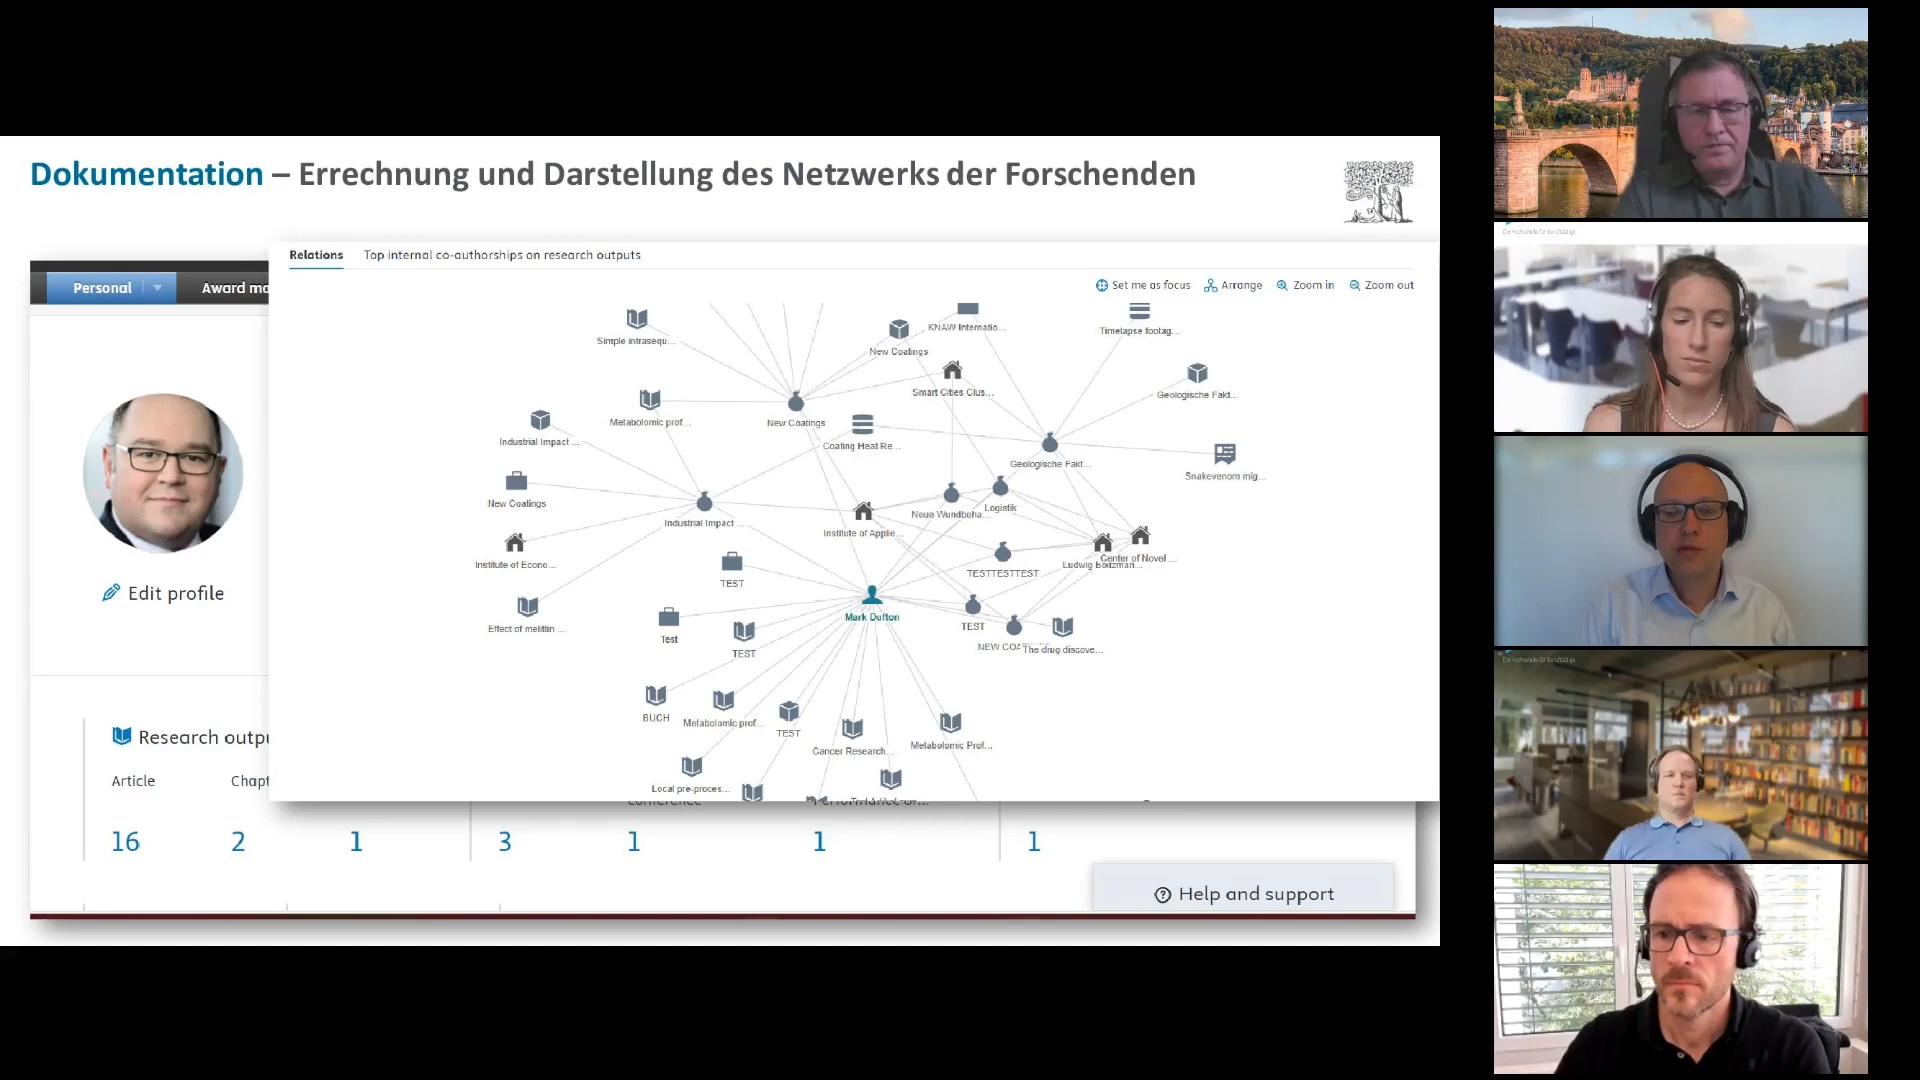 Dokumentation – Errechnung und Darstellung des Netzwerks der Forschenden
Personal
Relations
Top internal co-authorships on research outputs
Set me as focus
Arrange
Zoom in
Zoom out
Simple intrasequ...
KNAW Internatio...
Timelapse footag...
New Coatings
Smart Cities Clus...
Geologische Fakt...
Metabolomic prof...
New Coatings
Industrial Impact ...
Coating Heat Re...
Geologische Fakt...
Snakevenom mig...
New Coatings
Industrial Impact ...
Institute of Applie...
Neue Wundbeha...
Logistik
Institute of Econo...
TEST
TESTTESTTEST
Ludwig Boltzman...
Center of Novel ...
Edit profile
Effect of melittin ...
Test
TEST
Mark Dufton
TEST
The drug discove...
BUCH
Metabolomic prof...
TEST
Cancer Research...
Metabolomic Prof...
Local pre-proces...
Article
16
2
1
3
1
1
1
Help and support